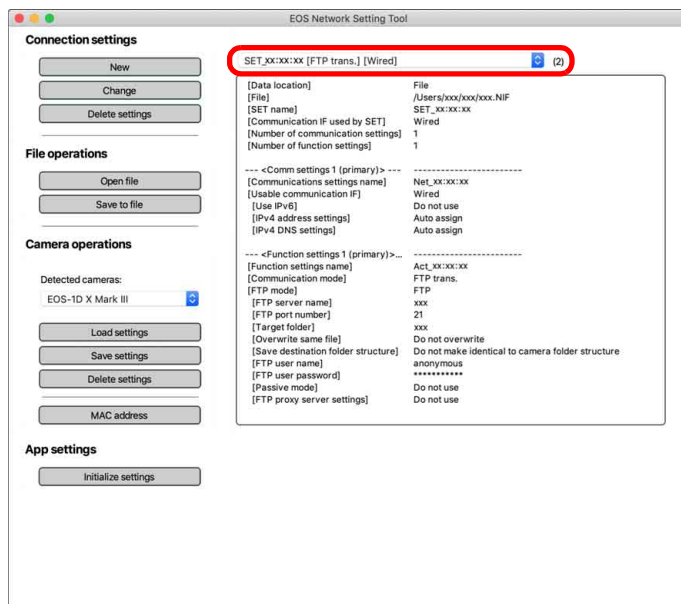 EOS Network Setting Tool
Connection settings
New
Change
Delete settings
File operations
Open file
Save to file
Camera operations
Detected cameras:
EOS-1D X Mark III
Load settings
Save settings
Delete settings
MAC address
App settings
Initialize settings
SET_xx:xx:xx [FTP trans.] [Wired] (2)
[Data location] File
[File] /Users/xxx/xxx/xxx.NIF
[SET name] SET_xx:xx:xx
[Communication IF used by SET] Wired
[Number of communication settings] 1
[Number of function settings] 1
--- <Comm settings 1 (primary)> --- ------------------------
[Communications settings name] Net_xx:xx:xx
[Usable communication IF] Wired
[Use IPv6] Do not use
[IPv4 address settings] Auto assign
[IPv4 DNS settings] Auto assign
--- <Function settings 1 (primary)>... ------------------------
[Function settings name] Act_xx:xx:xx
[Communication mode] FTP trans.
[FTP mode] FTP
[FTP server name] xxx
[FTP port number] 21
[Target folder] xxx
[Overwrite same file] Do not overwrite
[Save destination folder structure] Do not make identical to camera folder structure
[FTP user name] anonymous
[FTP user password] ***********
[Passive mode] Do not use
[FTP proxy server settings] Do not use